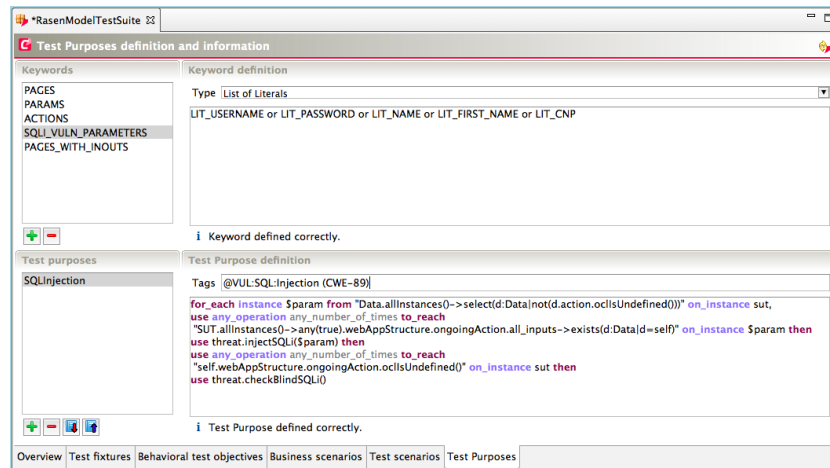 *RasenModelTestSuite
Test Purposes definition and information
Keywords
Keyword definition
PAGES
PARAMS
ACTIONS
SQLI_VULN_PARAMETERS
PAGES_WITH_INOUTS
Type List of Literals
LIT_USERNAME or LIT_PASSWORD or LIT_NAME or LIT_FIRST_NAME or LIT_CNP
i Keyword defined correctly.
Test purposes
Test Purpose definition
SQLInjection
Tags @VUL:SQL:Injection (CWE-89)
for_each instance $param from "Data.allInstances()->select(d:Data|not(d.action.oclIsUndefined()))" on_instance sut,
use any_operation any_number_of_times to_reach
"SUT.allInstances()->any(true).webAppStructure.ongoingAction.all_inputs->exists(d:Data|d=self)" on_instance $param then
use threat.injectSQLi($param) then
use any_operation any_number_of_times to_reach
"self.webAppStructure.ongoingAction.oclIsUndefined()" on_instance sut then
use threat.checkBlindSQLi()
i Test Purpose defined correctly.
Overview Test fixtures Behavioral test objectives Business scenarios Test scenarios Test Purposes